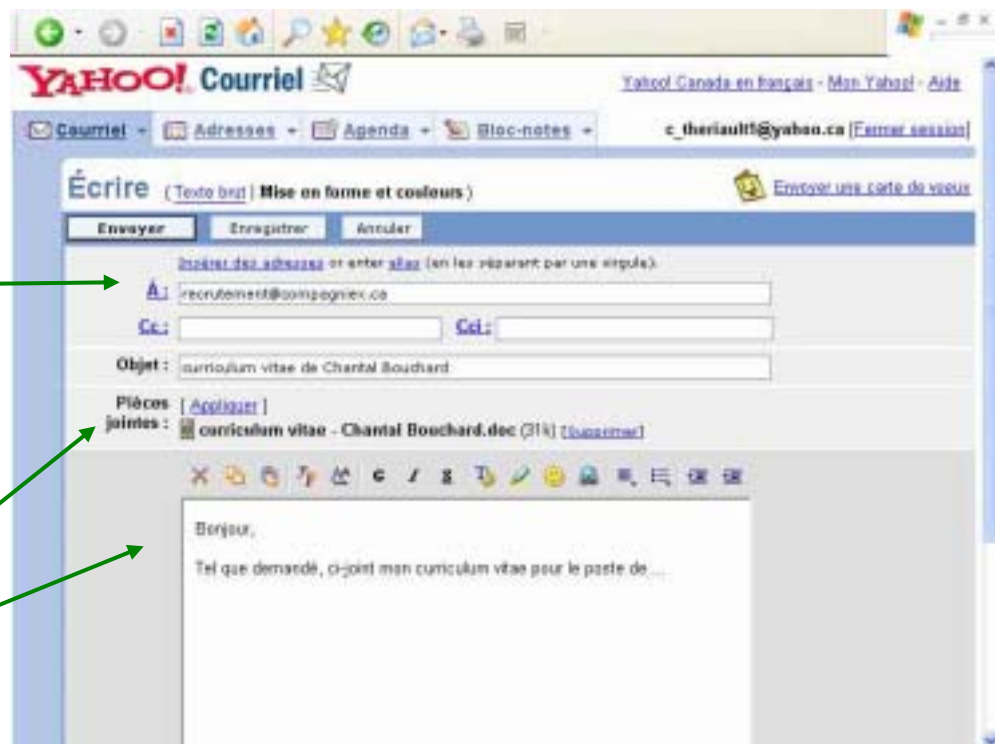 YAHOO! Courriel
Yahoo! Canada en français - Mon Yahoo! - Aide
Courriel - Adresses - Agenda - Bloc-notes - c_theriault1@yahoo.ca [Fermer session]
Écrire ( Texte brut | Mise en forme et couleurs ) Envoyer une carte de voeux
Envoyer Enregistrer Annuler
Insérer des adresses or enter alias (en les séparant par une virgule).
À : recrutement@compagniex.ca
Cc : Cci :
Objet : curriculum vitae de Chantal Bouchard
Pièces [ Appliquer ]
jointes : curriculum vitae - Chantal Bouchard.doc (31k) [Supprimer]
G I S
Bonjour,
Tel que demandé, ci-joint mon curriculum vitae pour le poste de ...